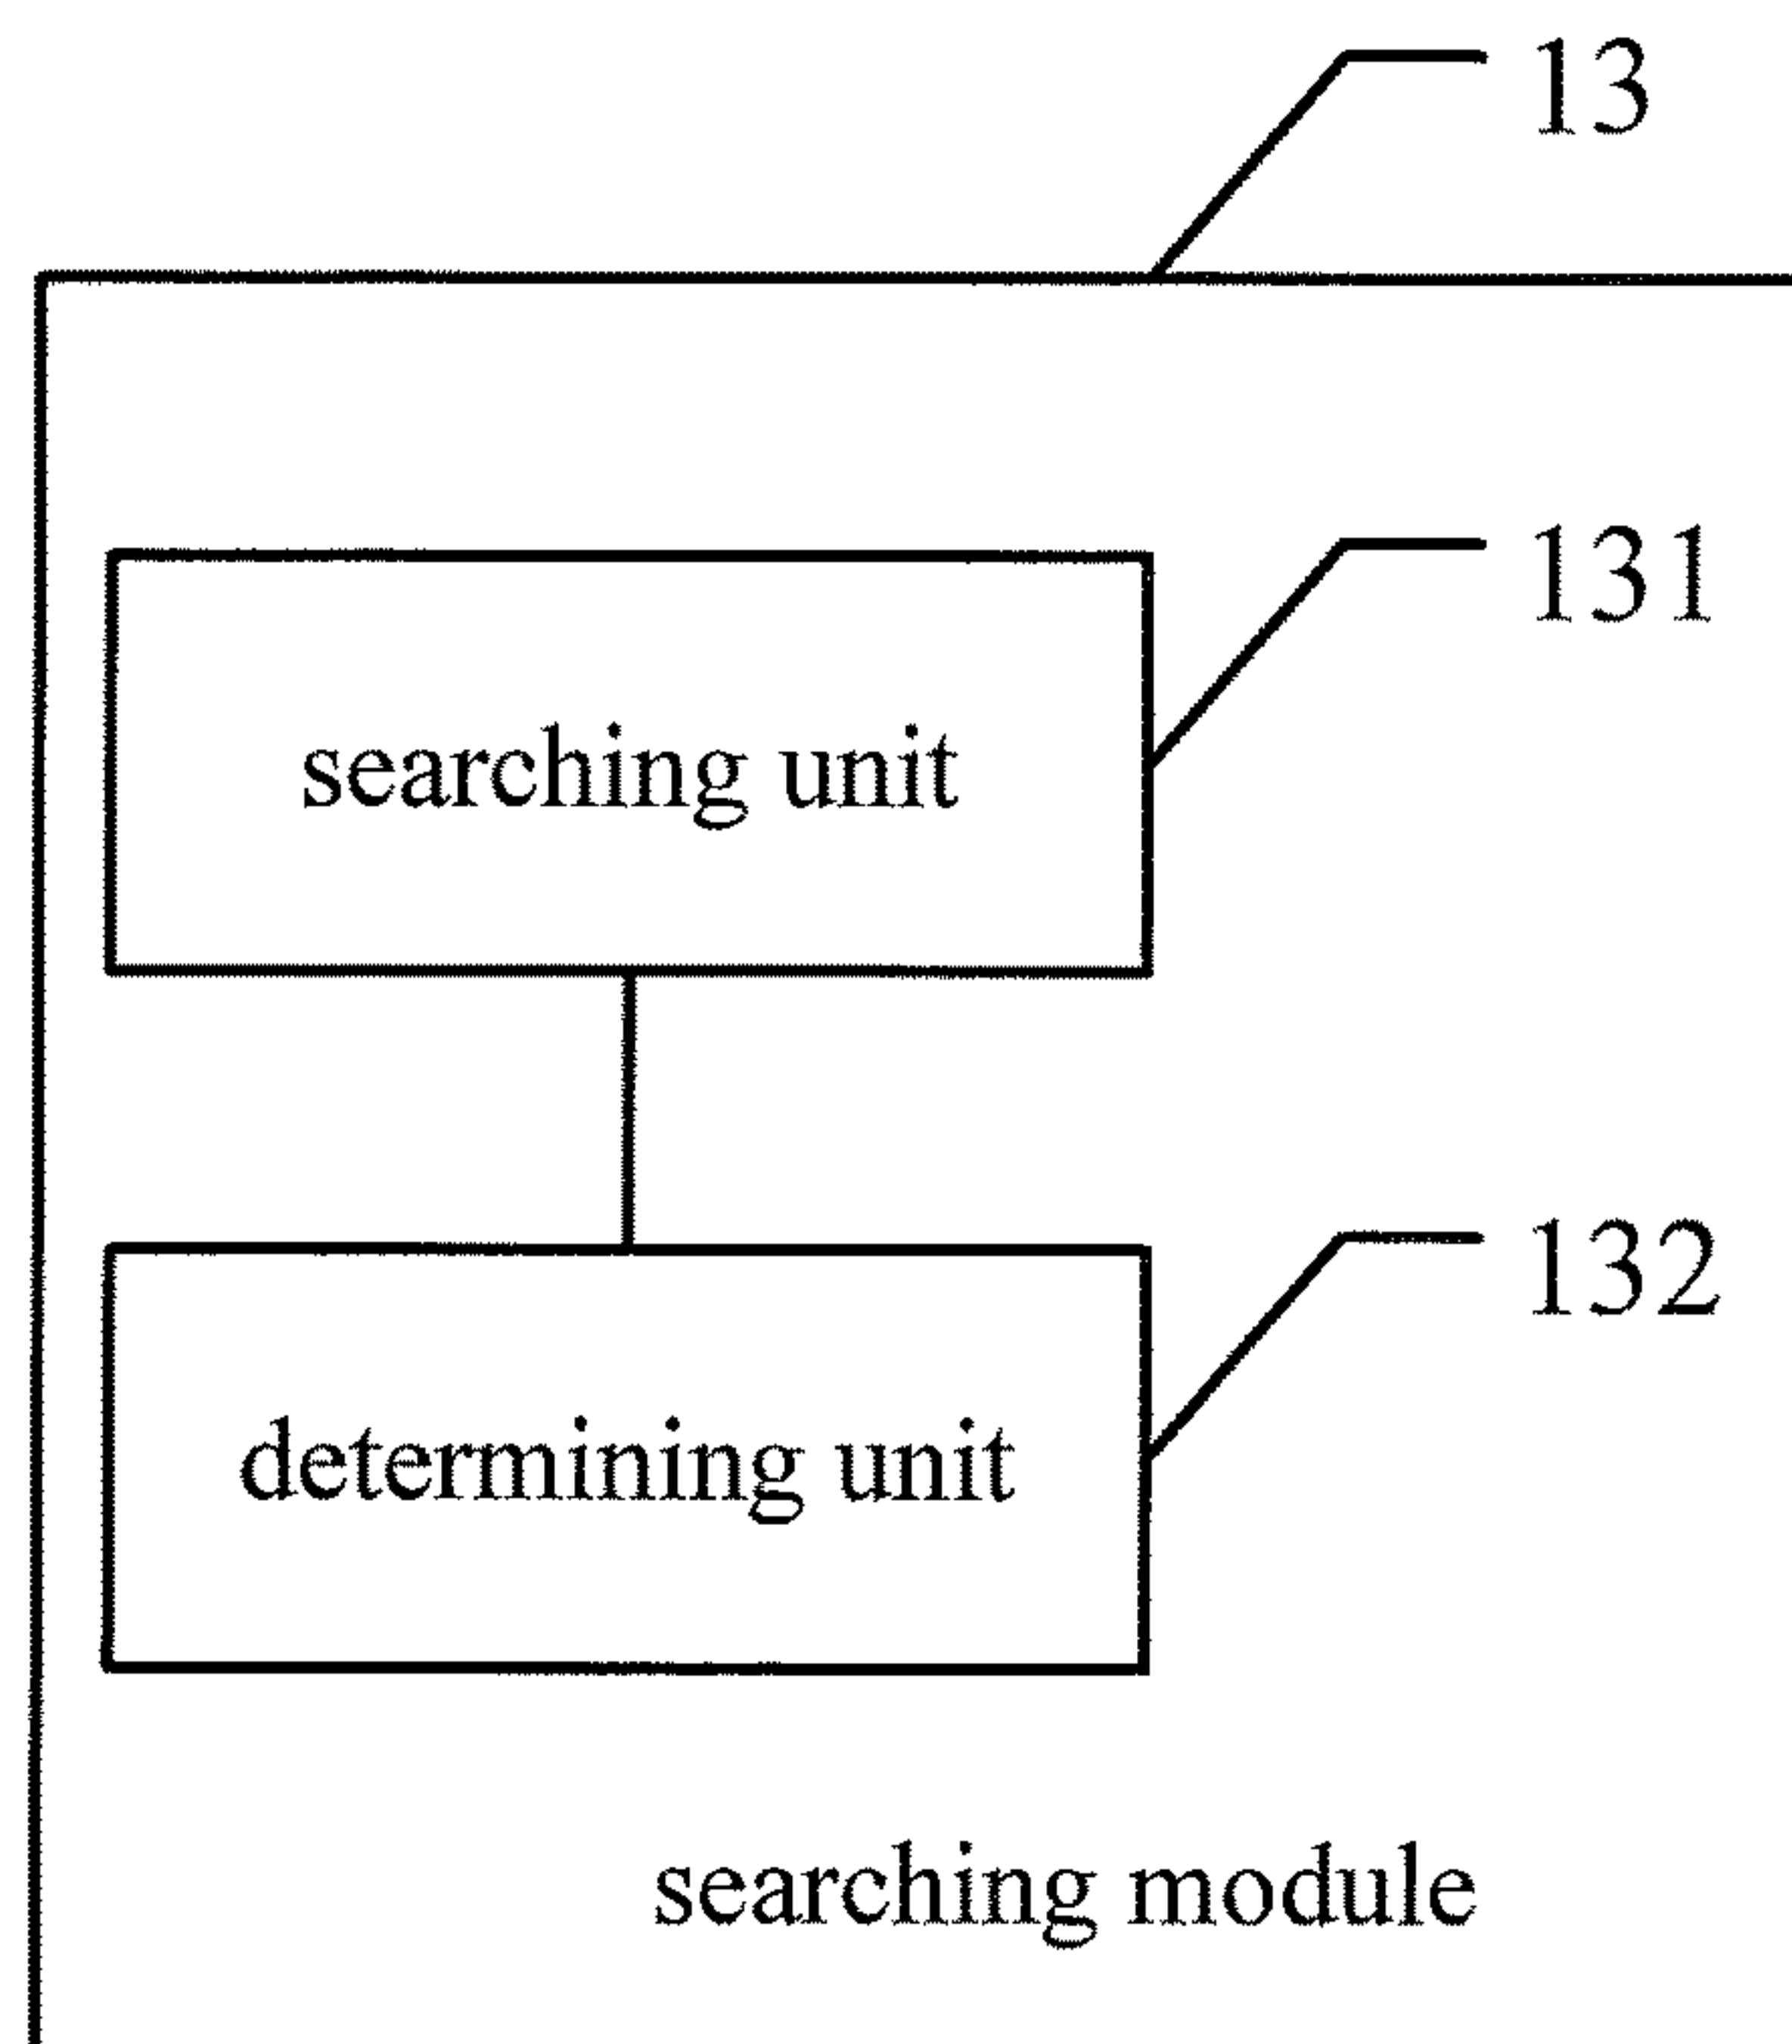 13
131
searching unit
132
determining unit
searching module